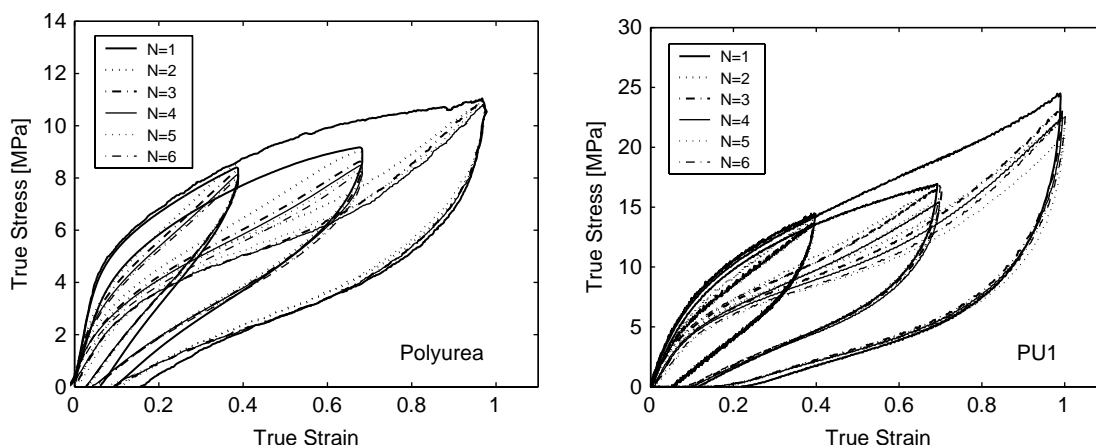 14
12
10
8
6
4
2
0
True Stress [MPa]
N=1
N=2
N=3
N=4
N=5
N=6
Polyurea
0 0.2 0.4 0.6 0.8 1
True Strain
30
25
20
15
10
5
0
True Stress [MPa]
N=1
N=2
N=3
N=4
N=5
N=6
PU1
0 0.2 0.4 0.6 0.8 1
True Strain